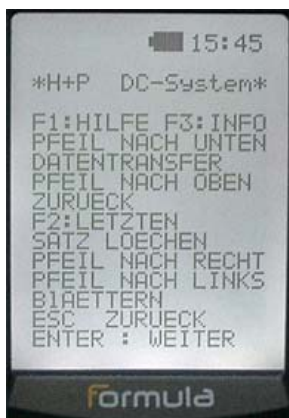 15:45
*H+P DC-System*
F1:HILFE F3:INFO
PFEIL NACH UNTEN
DATENTRANSFER
PFEIL NACH OBEN
ZURUECK
F2:LETZTEN
SATZ LOECHEN
PFEIL NACH RECHT
PFEIL NACH LINKS
BlAETTERN
ESC ZURUECK
ENTER : WEITER
Formula